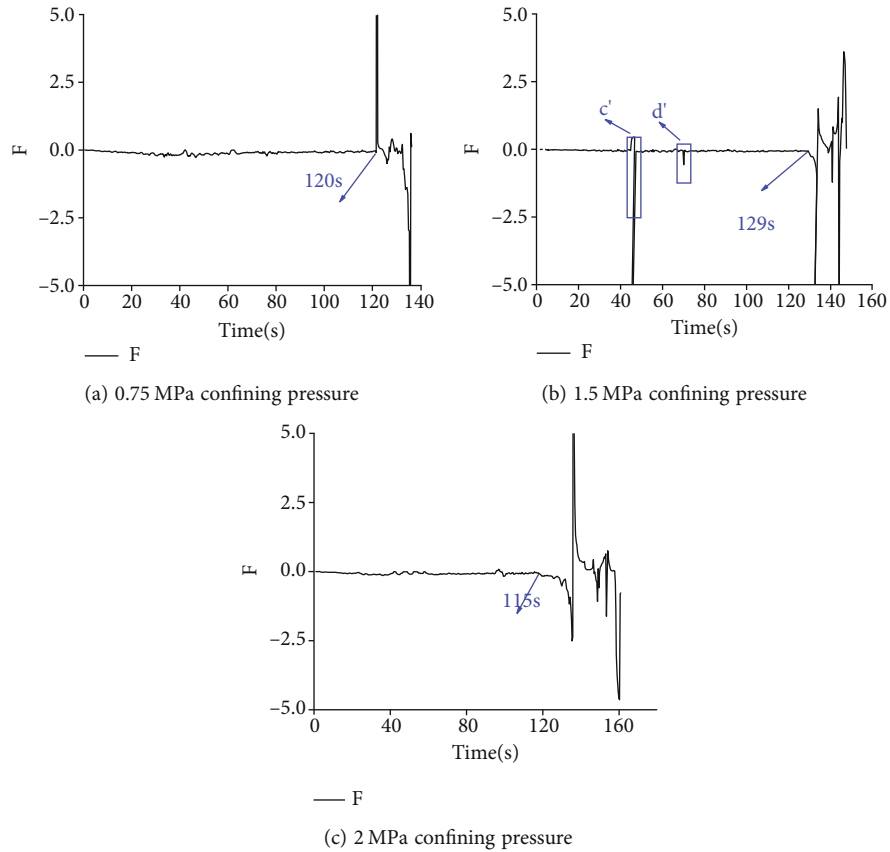 5.0
2.5
0.0
−2.5
−5.0
F
120s
0 20 40 60 80 100 120 140
Time(s)
F
(a) 0.75 MPa confining pressure
5.0
2.5
0.0
−2.5
−5.0
F
c'
d'
129s
0 20 40 60 80 100 120 140 160
Time(s)
F
(b) 1.5 MPa confining pressure
5.0
2.5
0.0
−2.5
−5.0
F
115s
0 40 80 120 160
Time(s)
F
(c) 2 MPa confining pressure